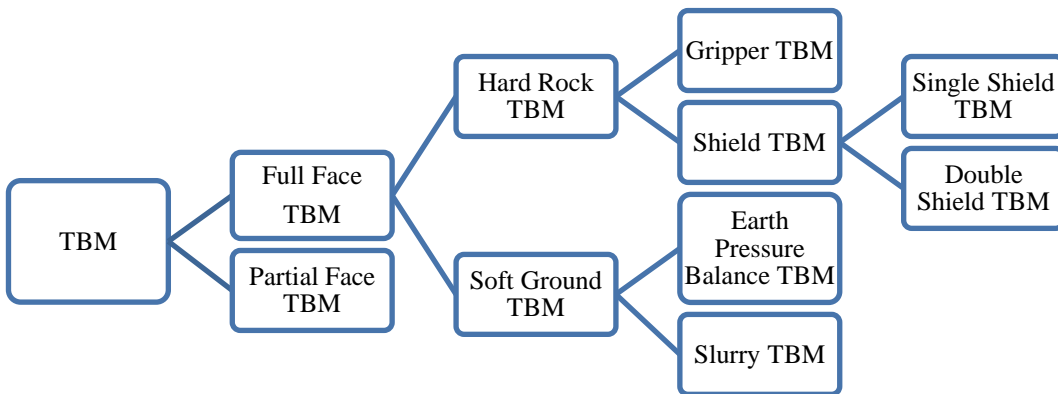 TBM
Full Face
TBM
Partial Face
TBM
Hard Rock
TBM
Soft Ground
TBM
Gripper TBM
Shield TBM
Earth
Pressure
Balance TBM
Slurry TBM
Single Shield
TBM
Double
Shield TBM